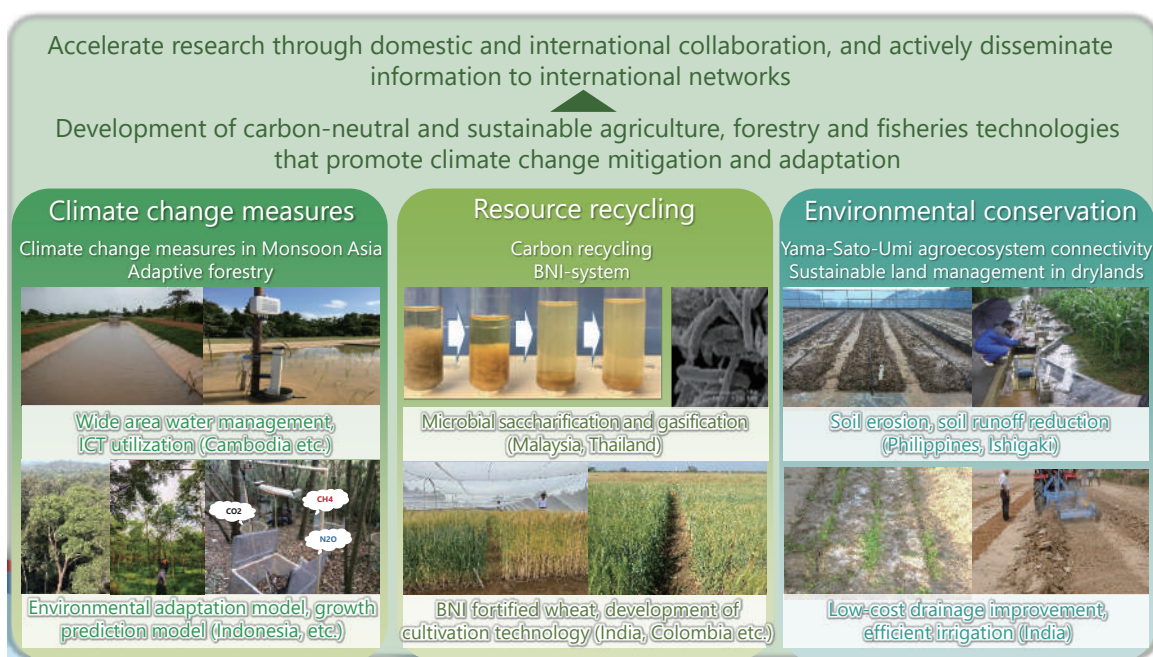 Accelerate research through domestic and international collaboration, and actively disseminate
information to international networks
Development of carbon-neutral and sustainable agriculture, forestry and fisheries technologies
that promote climate change mitigation and adaptation
Climate change measures
Climate change measures in Monsoon Asia
Adaptive forestry
Wide area water management,
ICT utilization (Cambodia etc.)
CO2
CH4
N2O
Environmental adaptation model, growth
prediction model (Indonesia, etc.)
Resource recycling
Carbon recycling
BNI-system
Microbial saccharification and gasification
(Malaysia, Thailand)
BNI fortified wheat, development of
cultivation technology (India, Colombia etc.)
Environmental conservation
Yama-Sato-Umi agroecosystem connectivity
Sustainable land management in drylands
Soil erosion, soil runoff reduction
(Philippines, Ishigaki)
Low-cost drainage improvement,
efficient irrigation (India)